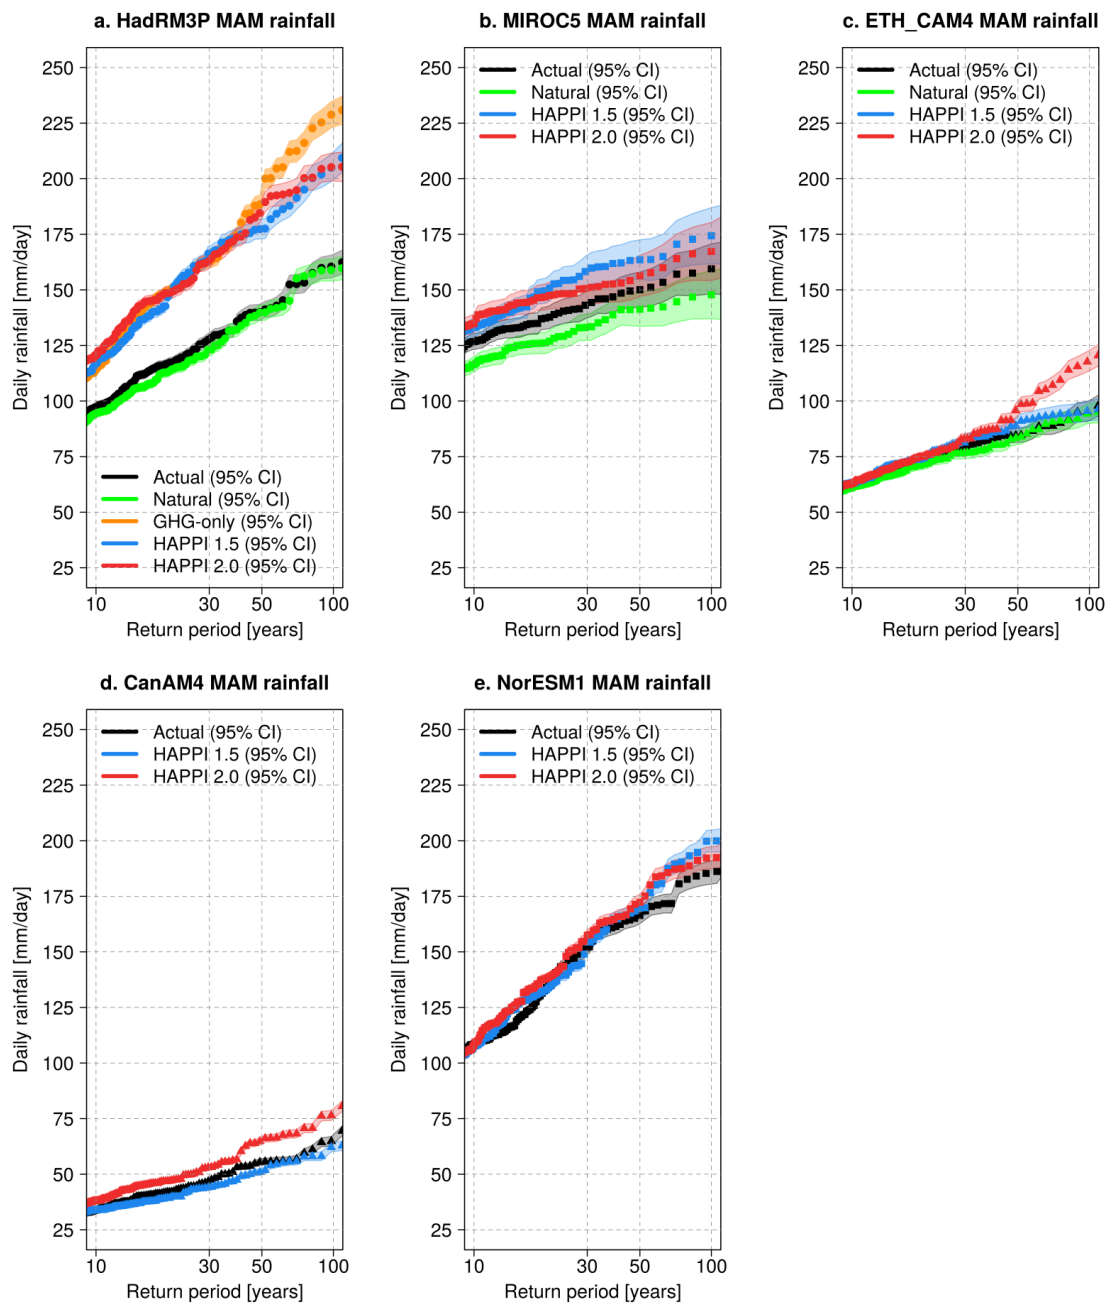 a. HadRM3P MAM rainfall
250
225
200
175
150
125
100
75
50
25
Daily rainfall [mm/day]
Actual (95% CI)
Natural (95% CI)
GHG-only (95% CI)
HAPPI 1.5 (95% CI)
HAPPI 2.0 (95% CI)
10 30 50 100
Return period [years]
b. MIROC5 MAM rainfall
Actual (95% CI)
Natural (95% CI)
HAPPI 1.5 (95% CI)
HAPPI 2.0 (95% CI)
250
225
200
175
150
125
100
75
50
25
Daily rainfall [mm/day]
10 30 50 100
Return period [years]
c. ETH_CAM4 MAM rainfall
Actual (95% CI)
Natural (95% CI)
HAPPI 1.5 (95% CI)
HAPPI 2.0 (95% CI)
250
225
200
175
150
125
100
75
50
25
Daily rainfall [mm/day]
10 30 50 100
Return period [years]
d. CanAM4 MAM rainfall
Actual (95% CI)
HAPPI 1.5 (95% CI)
HAPPI 2.0 (95% CI)
250
225
200
175
150
125
100
75
50
25
Daily rainfall [mm/day]
10 30 50 100
Return period [years]
e. NorESM1 MAM rainfall
Actual (95% CI)
HAPPI 1.5 (95% CI)
HAPPI 2.0 (95% CI)
250
225
200
175
150
125
100
75
50
25
Daily rainfall [mm/day]
10 30 50 100
Return period [years]